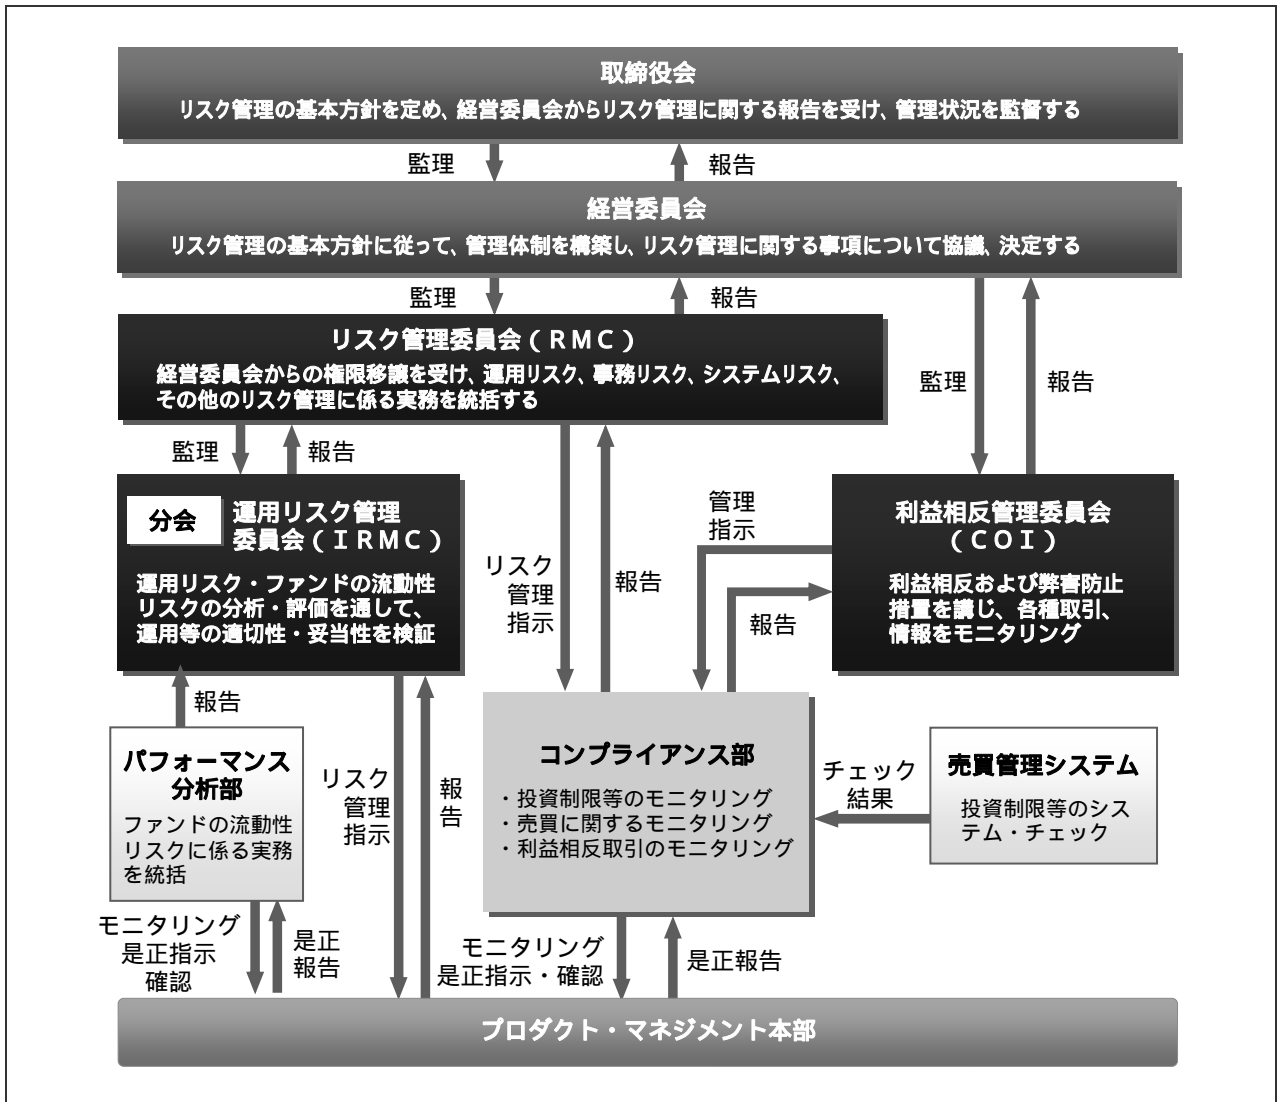 取締役会
リスク管理の基本方針を定め、経営委員会からリスク管理に関する報告を受け、管理状況を監督する
監理
報告
経営委員会
リスク管理の基本方針に従って、管理体制を構築し、リスク管理に関する事項について協議、決定する
監理
報告
リスク管理委員会（ＲＭＣ）
経営委員会からの権限移譲を受け、運用リスク、事務リスク、システムリスク、
その他のリスク管理に係る実務を統括する
監理
報告
監理
報告
分会
運用リスク管理
委員会（ＩＲＭＣ）
運用リスク・ファンドの流動性
リスクの分析・評価を通して、
運用等の適切性・妥当性を検証
リスク
管理
指示
報告
管理
指示
報告
利益相反管理委員会
（ＣＯＩ）
利益相反および弊害防止
措置を講じ、各種取引、
情報をモニタリング
報告
パフォーマンス
分析部
ファンドの流動性
リスクに係る実務
を統括
リスク
管理
指示
報
告
コンプライアンス部
・投資制限等のモニタリング
・売買に関するモニタリング
・利益相反取引のモニタリング
チェック
結果
売買管理システム
投資制限等のシス
テム・チェック
モニタリング
是正指示
確認
是正
報告
モニタリング
是正指示・確認
是正報告
プロダクト・マネジメント本部